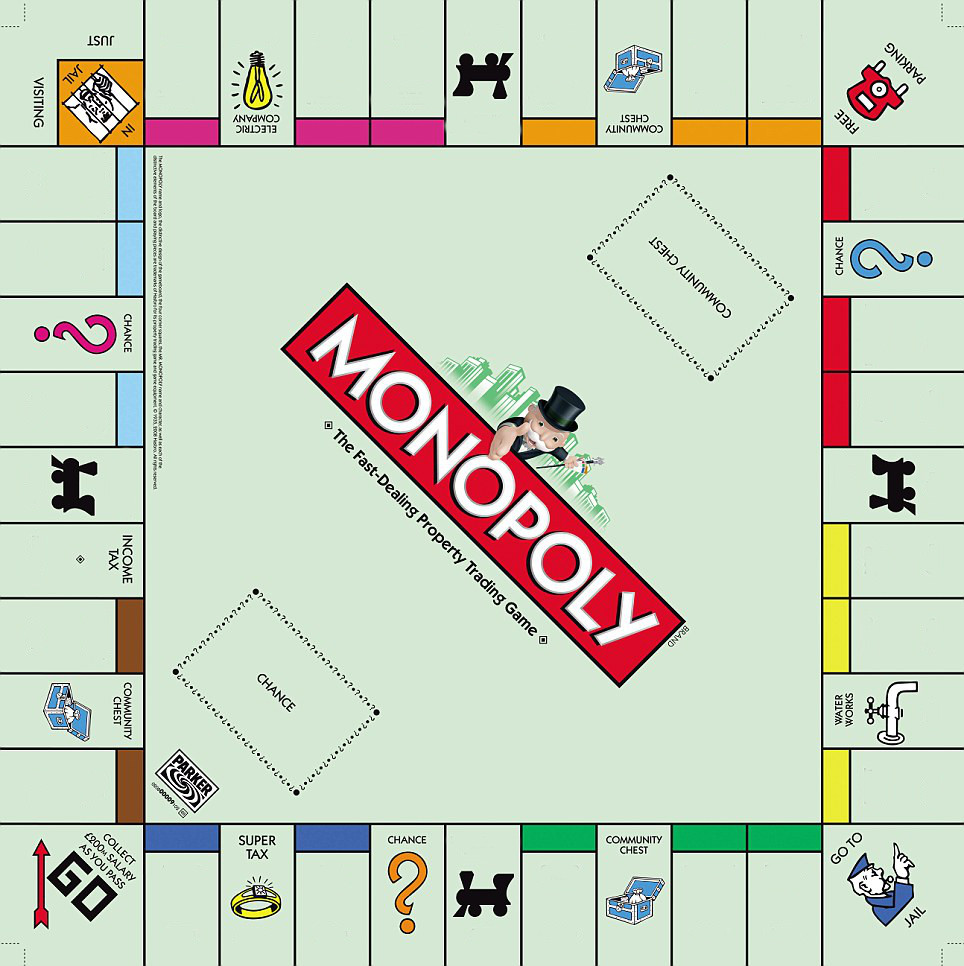 JUST
VISITING
IN
JAIL
ELECTRIC
COMPANY
COMMUNITY
CHEST
FREE
PARKING
CHANCE
CHANCE
INCOME
TAX
COMMUNITY
CHEST
WATER
WORKS
COMMUNITY CHEST
MONOPOLY
BRAND
The Fast-Dealing Property Trading Game
CHANCE
PARKER
COLLECT
£200M SALARY
AS YOU PASS
GO
SUPER
TAX
CHANCE
COMMUNITY
CHEST
GO TO
JAIL